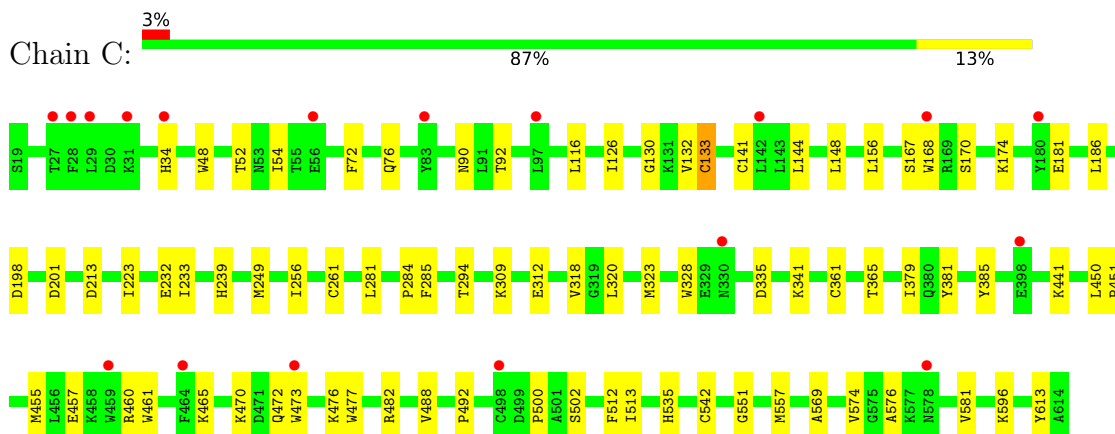 3%
Chain C:
87% 13%
S19 T27 F28 L29 D30 K31 H34 W48 T52 N53 I54 T55 E56 F72 Q76 Y83 N90 L91 T92 L97 L116 I126 G130 K131 V132 C133 C141 L142 L143 L144 L148 L156 S167 W168 R169 S170 K174 Y180 E181 L186
D198 D201 D213 I223 E232 I233 H239 M249 I256 C261 L281 P284 F285 T294 K309 E312 V318 G319 L320 M323 W328 E329 N330 D335 K341 C361 T365 I379 Q380 Y381 Y385 E398 K441 L450 P451
M455 L456 E457 K458 W459 R460 W461 F464 K465 K470 D471 Q472 W473 K476 W477 R482 V488 P492 C498 D499 P500 A501 S502 F512 I513 H535 C542 G551 M557 A569 V574 G575 A576 K577 N578 V581 K596 Y613 A614